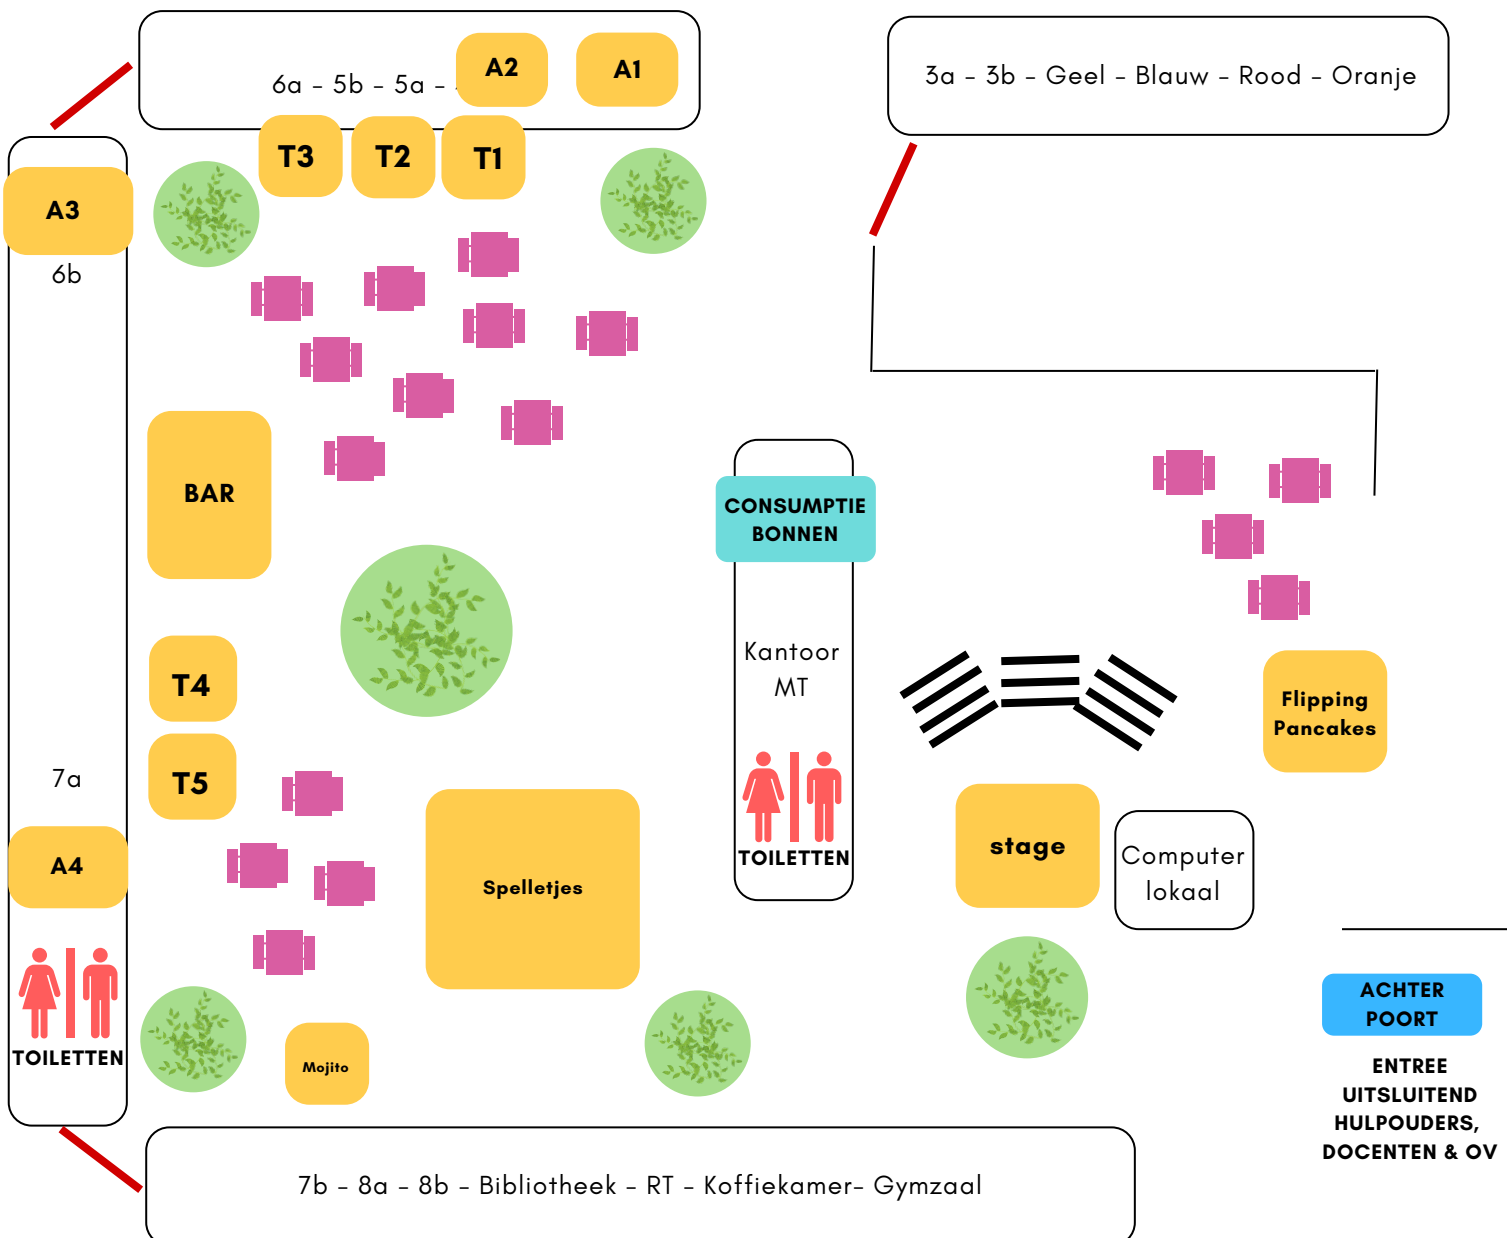 6a - 5b - 5a -
A2
A1
3a - 3b - Geel - Blauw - Rood - Oranje
T3
T2
T1
A3
6b
BAR
CONSUMPTIE
BONNEN
Kantoor
MT
T4
T5
7a
A4
TOILETTEN
TOILETTEN
Spelletjes
Mojito
stage
Computer
lokaal
Flipping
Pancakes
ACHTER
POORT
ENTREE
UITSLUITEND
HULPOUDERS,
DOCENTEN & OV
7b - 8a - 8b - Bibliotheek - RT - Koffiekamer- Gymzaal